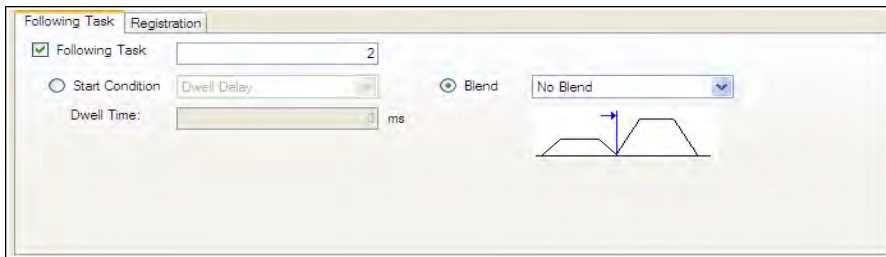 Following Task Registration
Following Task 2
Start Condition Dwell Delay Blend No Blend
Dwell Time: 0 ms